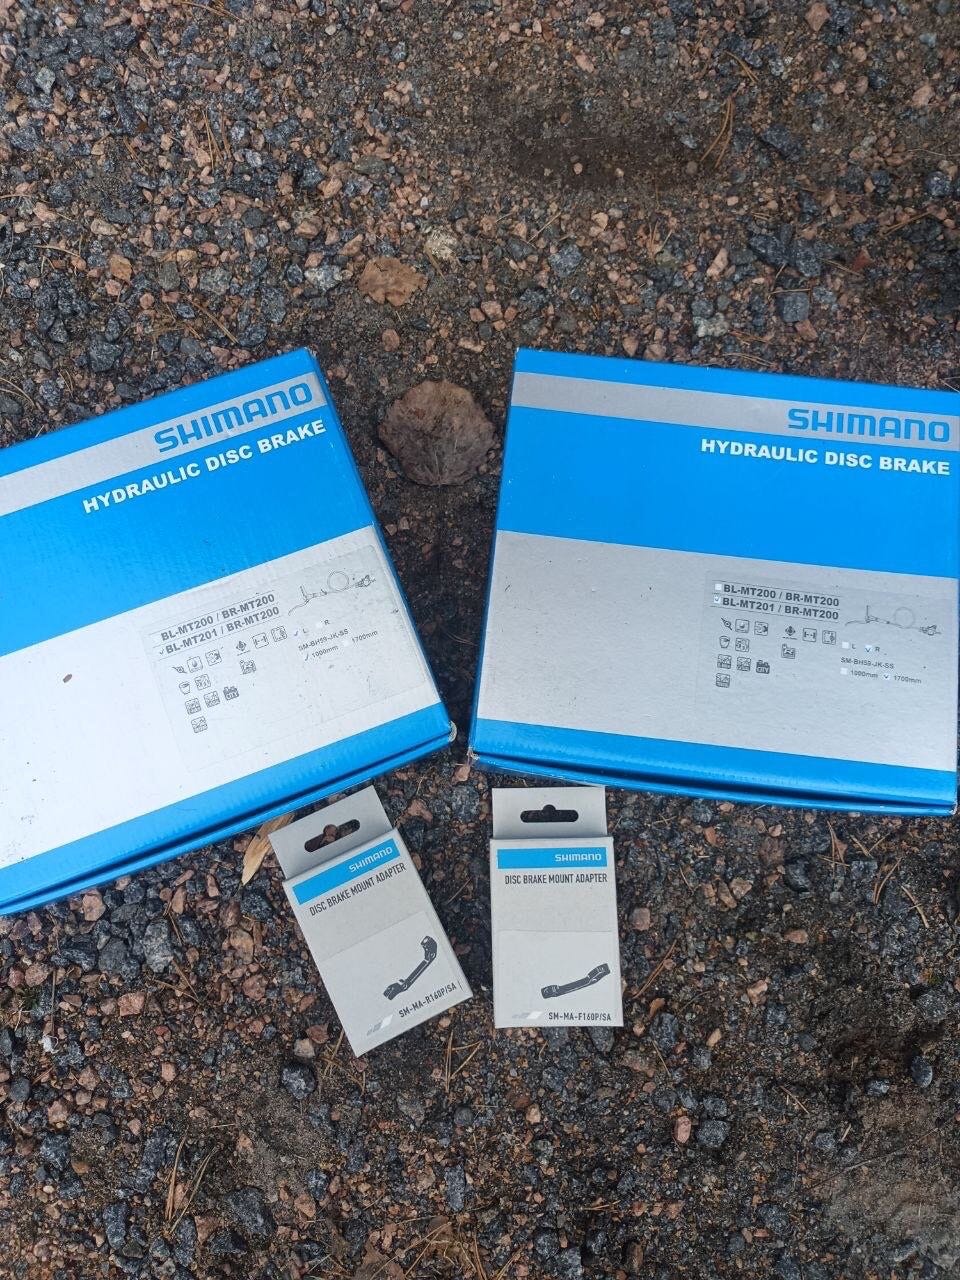 SHIMANO
HYDRAULIC DISC BRAKE
BL-MT200 / BR-MT200
BL-MT201 / BR-MT200
L R
SM-BH59-JK-SS
1000mm 1700mm
SHIMANO
HYDRAULIC DISC BRAKE
BL-MT200 / BR-MT200
BL-MT201 / BR-MT200
L R
SM-BH59-JK-SS
1000mm 1700mm
SHIMANO
DISC BRAKE MOUNT ADAPTER
SM-MA-R160P/SA
SHIMANO
DISC BRAKE MOUNT ADAPTER
SM-MA-F160P/SA